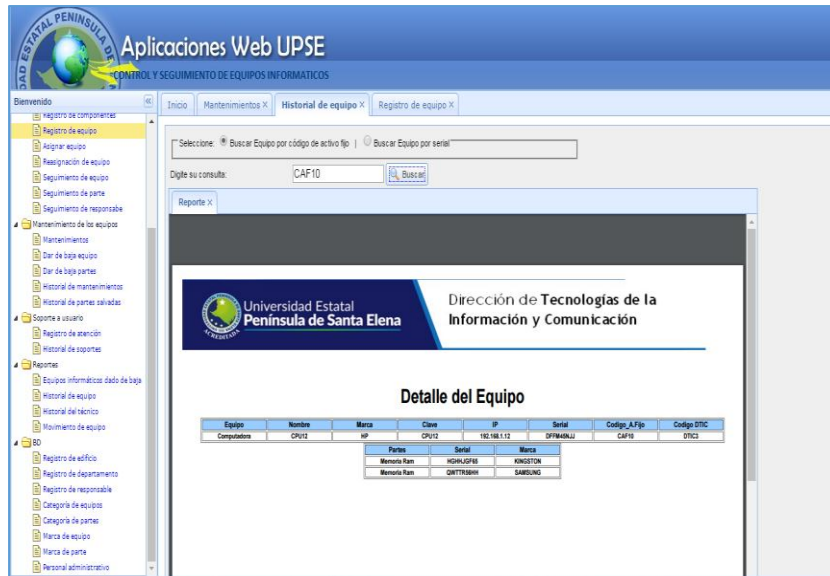 DAD ESTATAL PENINSULA DE
Aplicaciones Web UPSE
CONTROL Y SEGUIMIENTO DE EQUIPOS INFORMATICOS
Bienvenido
Registro de componentes
Registro de equipo
Asignar equipo
Reasignación de equipo
Seguimiento de equipo
Seguimiento de parte
Seguimiento de responsabe
Mantenimiento de los equipos
Mantenimientos
Dar de baja equipo
Dar de baja partes
Historial de mantenimientos
Historial de partes salvadas
Soporte a usuario
Registro de atención
Historial de soportes
Reportes
Equipos informáticos dado de baja
Historial de equipo
Historial del técnico
Movimiento de equipo
BD
Registro de edificio
Registro de departamento
Registro de responsable
Categoría de equipos
Categoría de partes
Marca de equipo
Marca de parte
Personal administrativo
Inicio Mantenimientos X Historial de equipo X Registro de equipo X
Seleccione: Buscar Equipo por código de activo fijo | Buscar Equipo por serial
Digite su consulta: CAF10 Buscar
Reporte X
Universidad Estatal
Península de Santa Elena
ACREDITADA
Dirección de Tecnologías de la
Información y Comunicación
Detalle del Equipo
Equipo Nombre Marca Clave IP Serial Codigo_A.Fijo Codigo DTIC
Computadora CPU12 HP CPU12 192.168.1.12 DFFM45NJJ CAF10 DTIC3
Partes Serial Marca
Memoria Ram HGHHJGF65 KINGSTON
Memoria Ram QWTTR56HH SAMSUNG